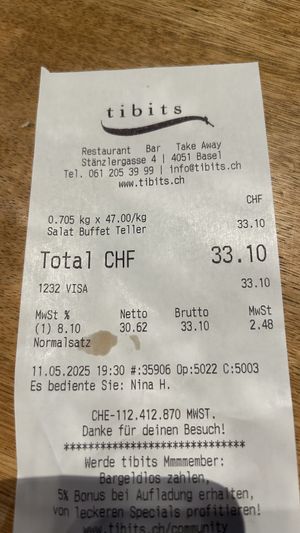 tibits
Restaurant Bar Take Away
Stänzlergasse 4 | 4051 Basel
Tel. 061 205 39 99 | info@tibits.ch
www.tibits.ch
CHF
0.705 kg x 47.00/kg
Salat Buffet Teller 33.10
Total CHF 33.10
1232 VISA 33.10
MwSt % Netto Brutto MwSt
(1) 8.10 30.62 33.10 2.48
Normalsatz
11.05.2025 19:30 #:35906 Op:5022 C:5003
Es bediente Sie: Nina H.
CHE-112.412.870 MWST.
Danke für deinen Besuch!
*****************************
Werde tibits Mmmmember:
Bargeldlos zahlen,
5% Bonus bei Aufladung erhalten,
von leckeren Specials profitieren!
www.tibits.ch/community